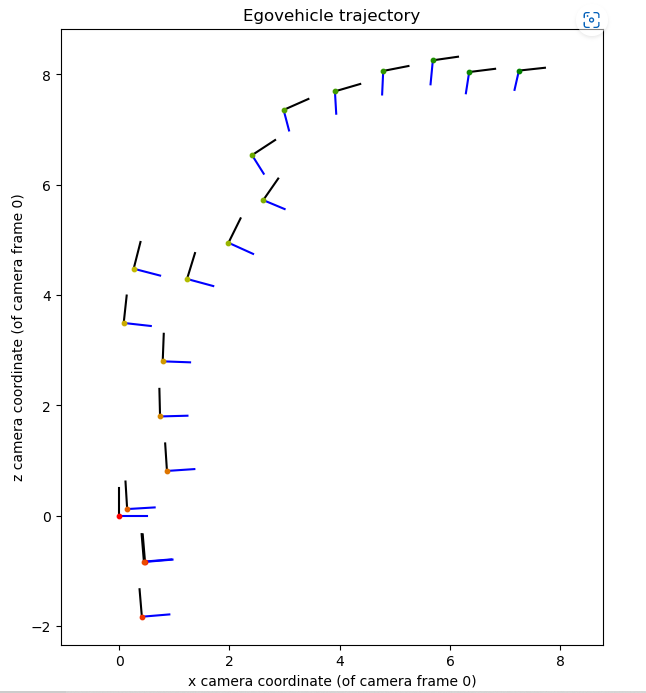 Egovehicle trajectory
z camera coordinate (of camera frame 0)
8
6
4
2
0
−2
0 2 4 6 8
x camera coordinate (of camera frame 0)